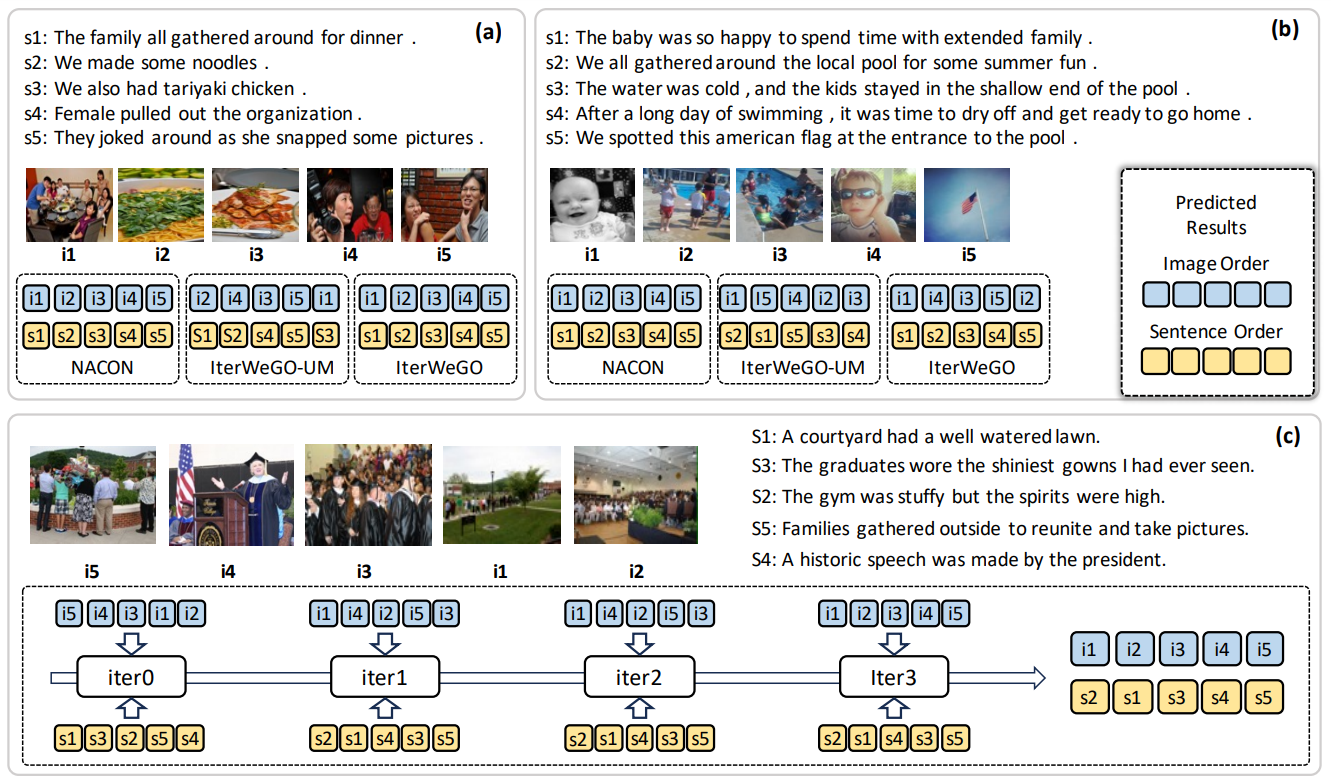 (a)
s1: The family all gathered around for dinner .
s2: We made some noodles .
s3: We also had tariyaki chicken .
s4: Female pulled out the organization .
s5: They joked around as she snapped some pictures .
i1 i2 i3 i4 i5
i1 i2 i3 i4 i5
s1 s2 s3 s4 s5
NACON
i2 i4 i3 i5 i1
S1 S2 s4 s5 S3
IterWeGO-UM
i1 i2 i3 i4 i5
s1 s2 s3 s4 s5
IterWeGO
(b)
s1: The baby was so happy to spend time with extended family .
s2: We all gathered around the local pool for some summer fun .
s3: The water was cold , and the kids stayed in the shallow end of the pool .
s4: After a long day of swimming , it was time to dry off and get ready to go home .
s5: We spotted this american flag at the entrance to the pool .
i1 i2 i3 i4 i5
i1 i2 i3 i4 i5
s1 s2 s3 s4 s5
NACON
i1 I5 i4 i2 i3
s2 s1 s5 s3 s4
IterWeGO-UM
i1 i4 i3 i5 i2
s1 s2 s3 s4 s5
IterWeGO
Predicted
Results
Image Order
Sentence Order
(c)
S1: A courtyard had a well watered lawn.
S3: The graduates wore the shiniest gowns I had ever seen.
S2: The gym was stuffy but the spirits were high.
S5: Families gathered outside to reunite and take pictures.
S4: A historic speech was made by the president.
i5 i4 i3 i1 i2
i5 i4 i3 i1 i2
iter0
s1 s3 s2 s5 s4
i1 i4 i2 i5 i3
iter1
s2 s1 s4 s3 s5
i1 i4 i2 i5 i3
iter2
s2 s1 s4 s3 s5
i1 i2 i3 i4 i5
Iter3
s2 s1 s4 s3 s5
i1 i2 i3 i4 i5
s2 s1 s3 s4 s5